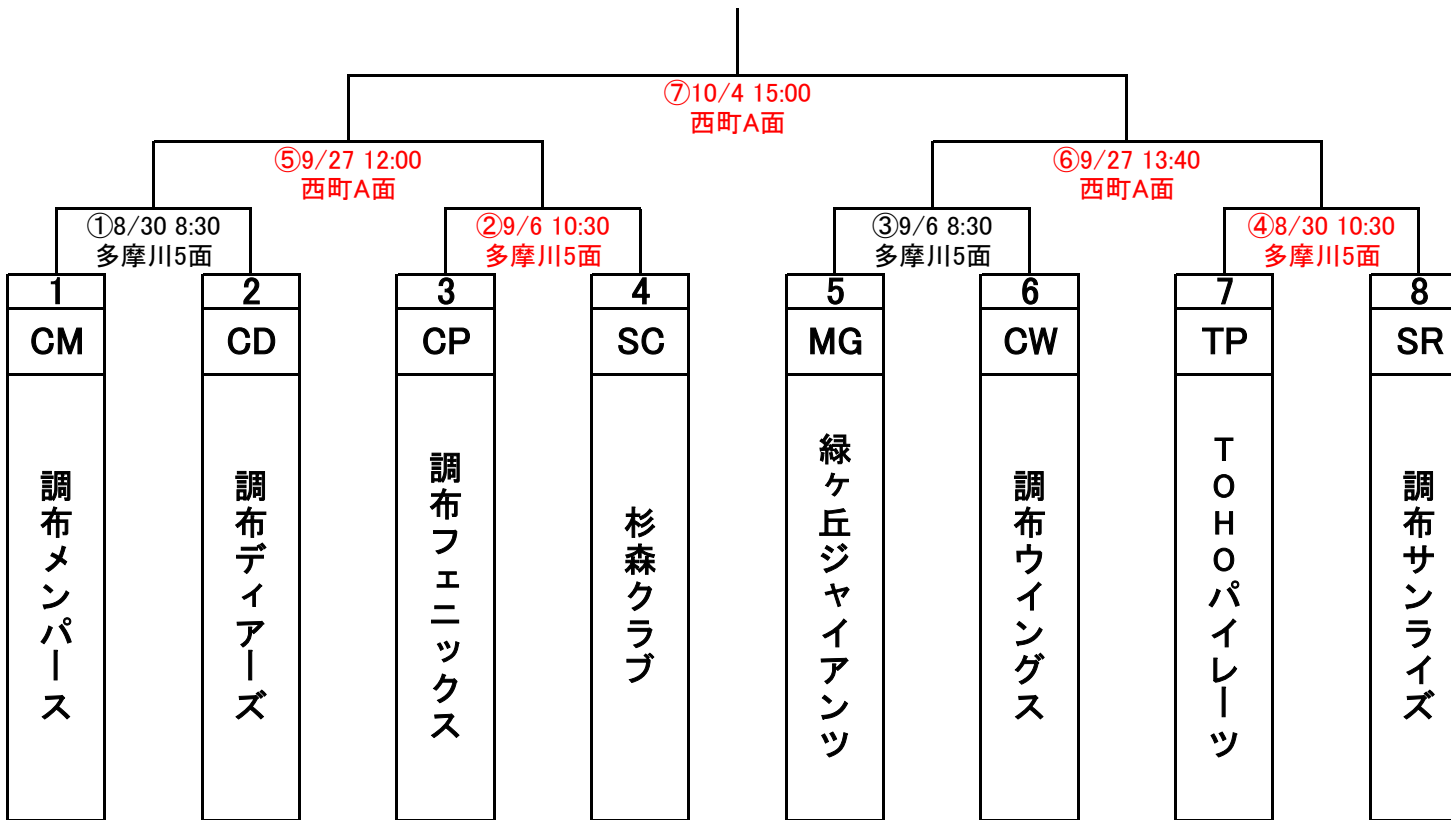 ⑦10/4 15:00
西町A面
⑤9/27 12:00
西町A面
⑥9/27 13:40
西町A面
①8/30 8:30
多摩川5面
②9/6 10:30
多摩川5面
③9/6 8:30
多摩川5面
④8/30 10:30
多摩川5面
1
2
3
4
5
6
7
8
CM
CD
CP
SC
MG
CW
TP
SR
調布メンパース
調布ディアーズ
調布フェニックス
杉森クラブ
緑ヶ丘ジャイアンツ
調布ウイングス
TOHOパイレーツ
調布サンライズ